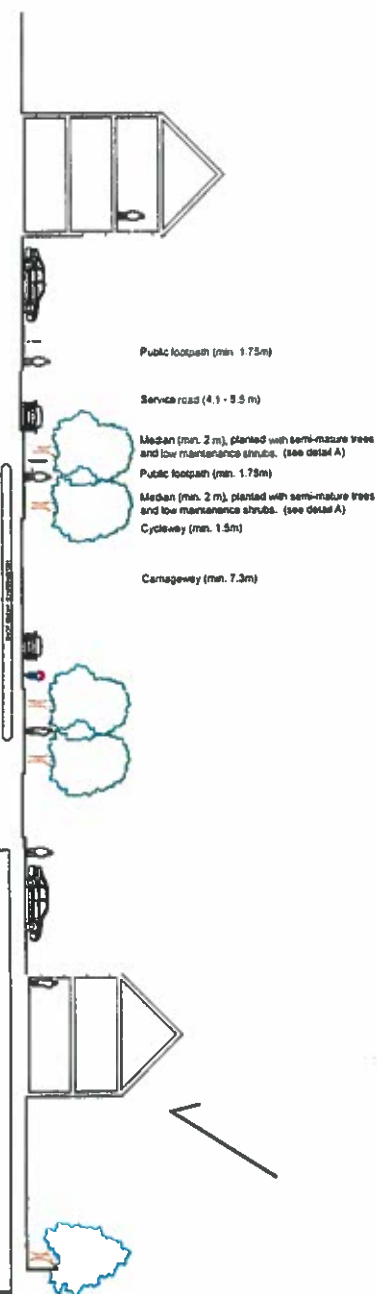 Public footpath (min. 1.75m)
Service road (4.1 - 5.5 m)
Median (min. 2 m), planted with semi-mature trees
and low maintenance shrubs. (see detail A)
Public footpath (min. 1.75m)
Median (min. 2 m), planted with semi-mature trees
and low maintenance shrubs. (see detail A)
Cycleway (min. 1.5m)
Carriageway (min. 7.3m)